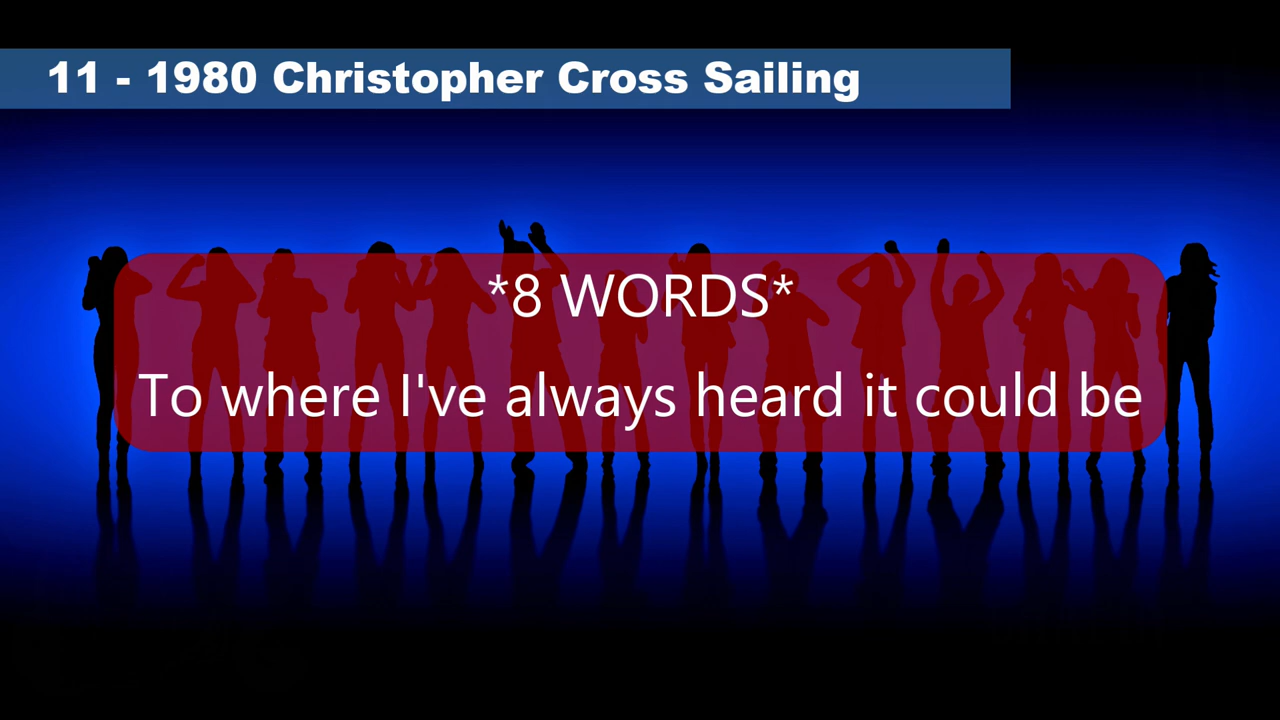 11 - 1980 Christopher Cross Sailing
*8 WORDS*
To where I've always heard it could be